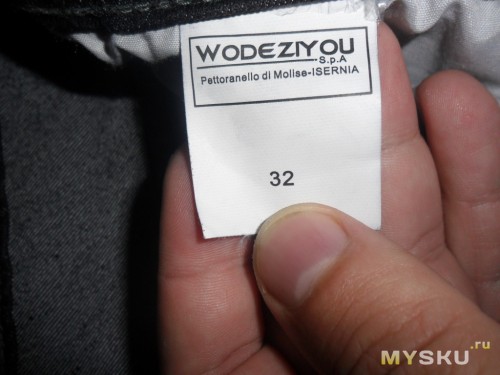 WODEZIYOU
S.p.A
Pettoranello di Molise-ISERNIA
32
MYSKU.ru